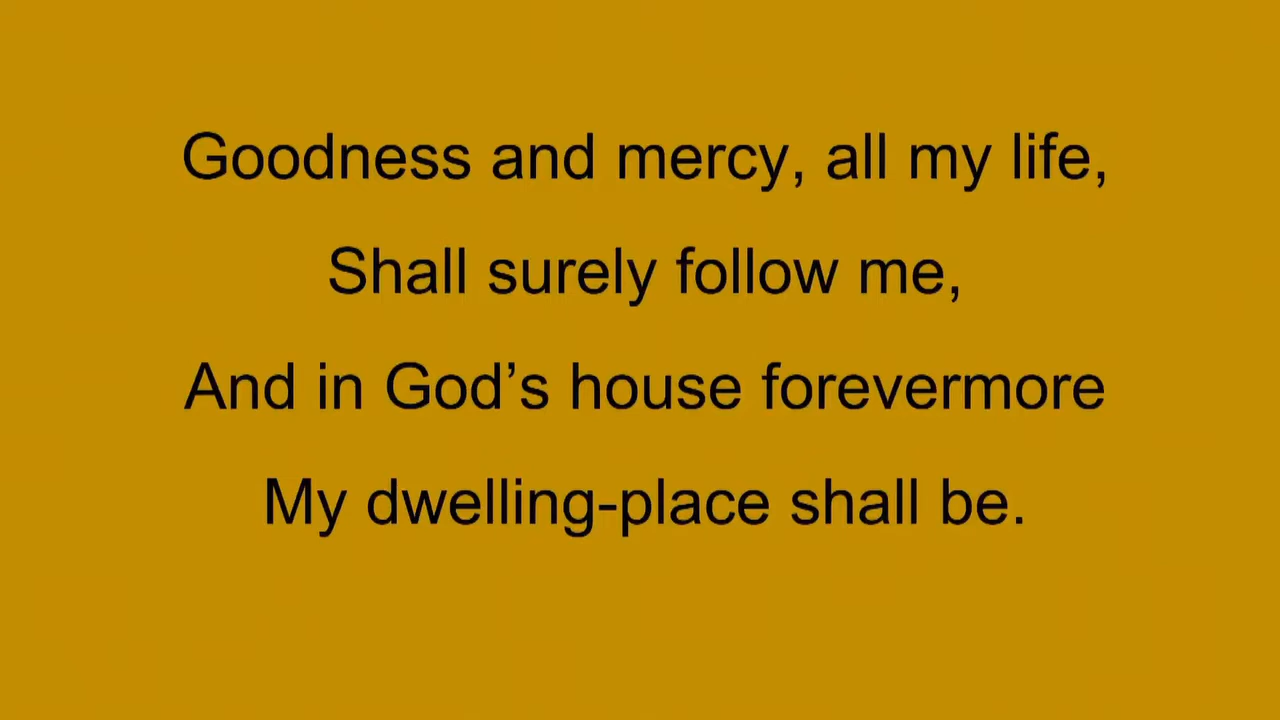 Goodness and mercy, all my life,
Shall surely follow me,
And in God’s house forevermore
My dwelling-place shall be.